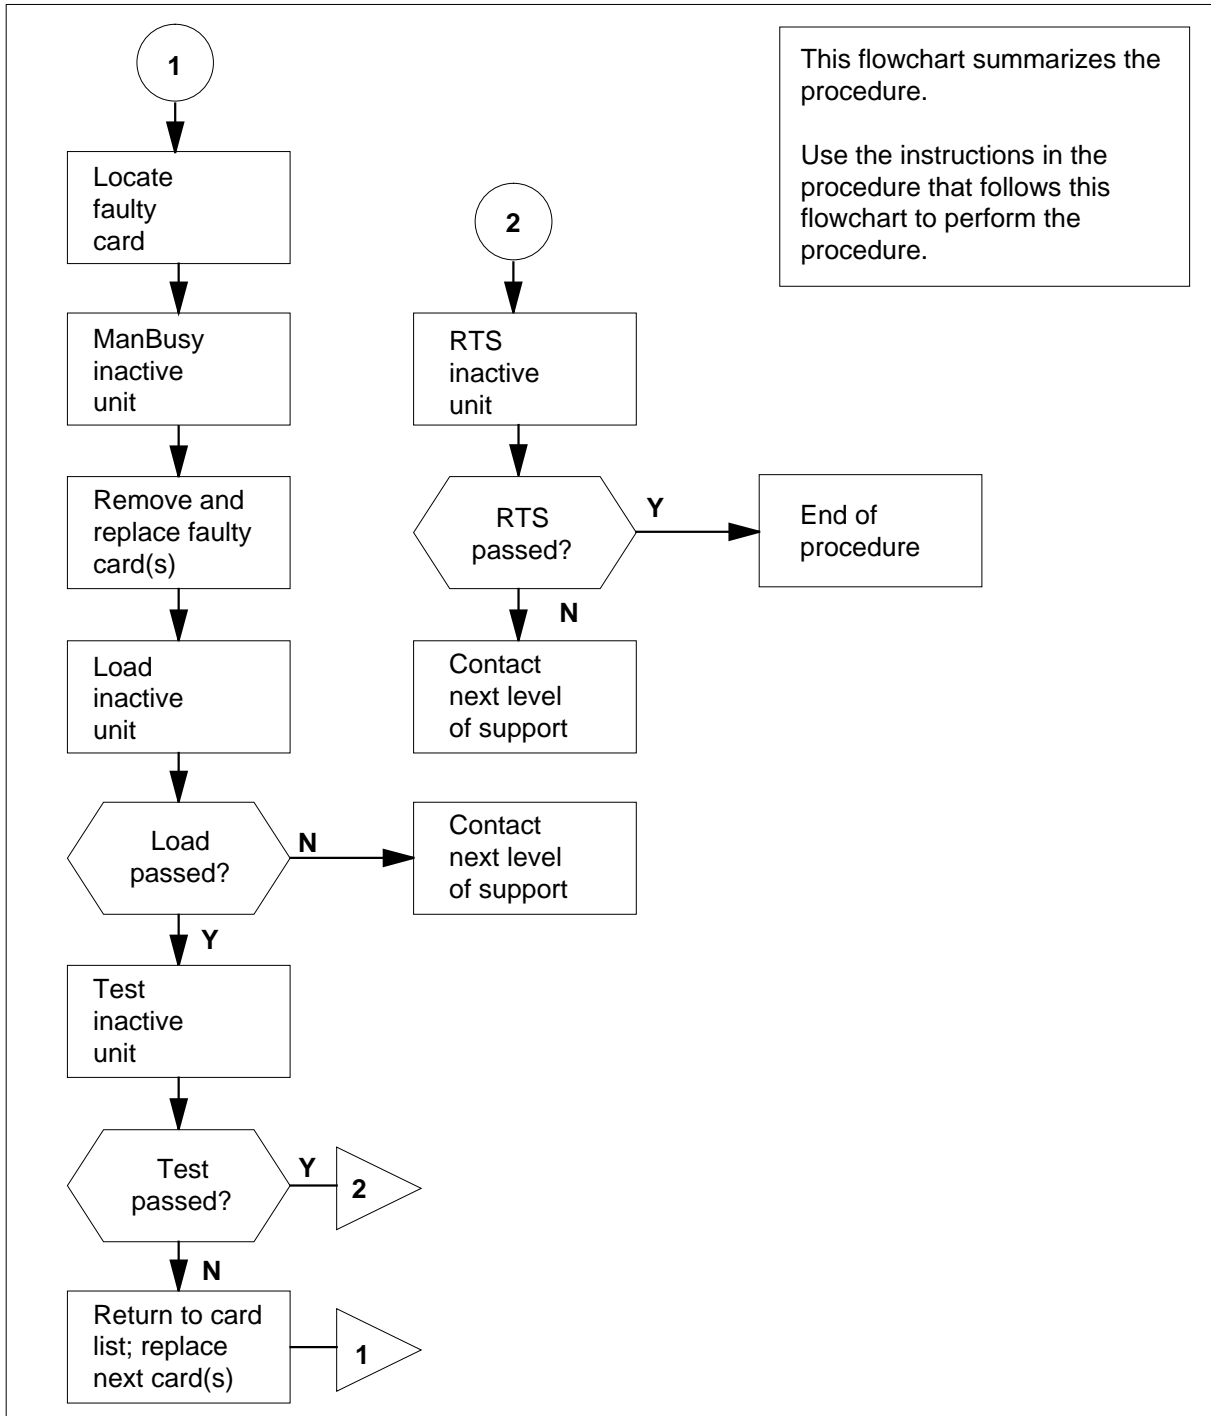 1
Locate
faulty
card
ManBusy
inactive
unit
Remove and
replace faulty
card(s)
Load
inactive
unit
Load
passed?
N
Contact
next level
of support
Y
Test
inactive
unit
Test
passed?
Y
2
N
Return to card
list; replace
next card(s)
1
2
RTS
inactive
unit
RTS
passed?
Y
End of
procedure
N
Contact
next level
of support
This flowchart summarizes the
procedure.
Use the instructions in the
procedure that follows this
flowchart to perform the
procedure.